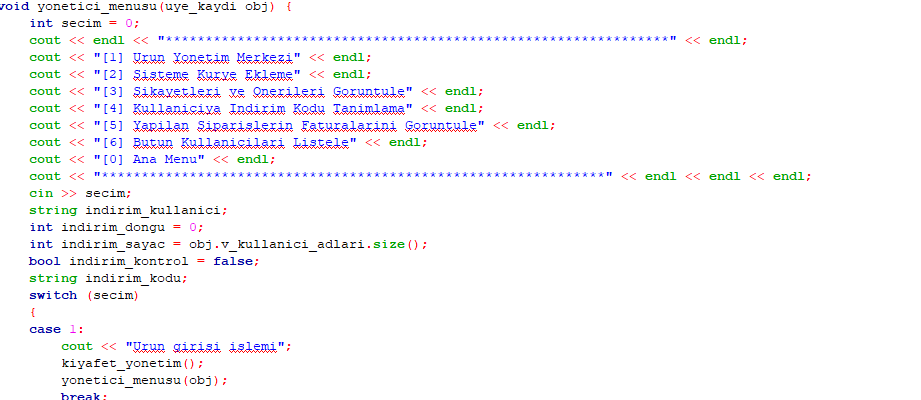 void yonetici_menusu(uye_kaydi obj) {
int secim = 0;
cout << endl << "***************************************************************" << endl;
cout << "[1] Urun Yonetim Merkezi" << endl;
cout << "[2] Sisteme Kurye Ekleme" << endl;
cout << "[3] Sikayetleri ve Onerileri Goruntule" << endl;
cout << "[4] Kullaniciya Indirim Kodu Tanimlama" << endl;
cout << "[5] Yapilan Siparislerin Faturalarini Goruntule" << endl;
cout << "[6] Butun Kullanicilari Listele" << endl;
cout << "[0] Ana Menu" << endl;
cout << "***************************************************************" << endl << endl << endl;
cin >> secim;
string indirim_kullanici;
int indirim_dongu = 0;
int indirim_sayac = obj.v_kullanici_adlari.size();
bool indirim_kontrol = false;
string indirim_kodu;
switch (secim)
{
case 1:
cout << "Urun girisi islemi";
kiyafet_yonetim();
yonetici_menusu(obj);
break;